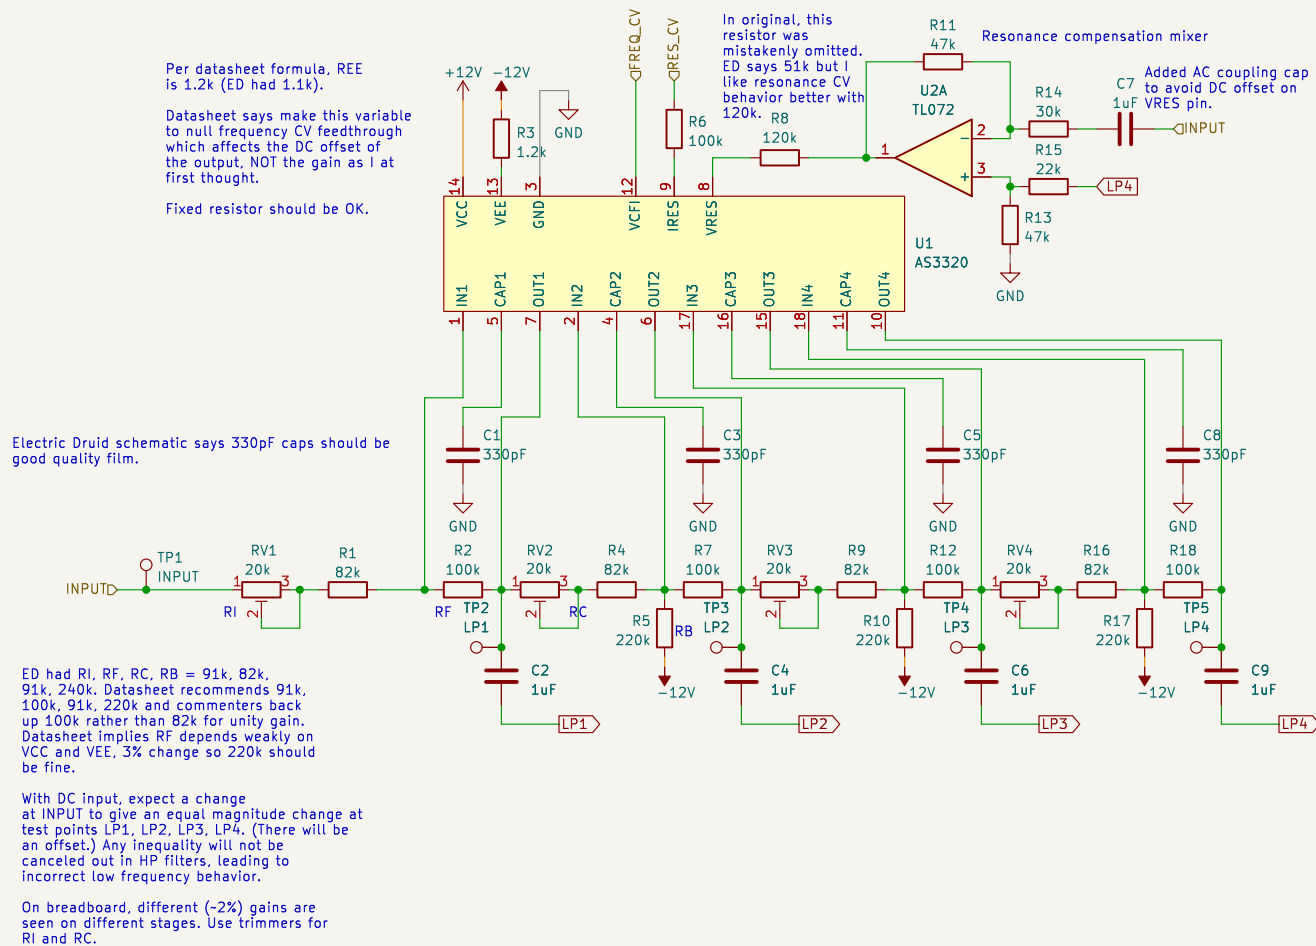 FREQ_CV
RES_CV
In original, this
resistor was
mistakenly omitted.
ED says 51k but I
like resonance CV
behavior better with
120k.
R11
47k
Resonance compensation mixer
Per datasheet formula, REE
is 1.2k (ED had 1.1k).
Datasheet says make this variable
to null frequency CV feedthrough
which affects the DC offset of
the output, NOT the gain as I at
first thought.
Fixed resistor should be OK.
+12V
-12V
R3
1.2k
GND
R6
100k
R8
120k
U2A
TL072
1
2
3
-
+
R14
30k
C7
1uF
Added AC coupling cap
to avoid DC offset on
VRES pin.
INPUT
R15
22k
LP4
R13
47k
GND
14
13
3
12
9
8
VCC
VEE
GND
VCFI
IRES
VRES
U1
AS3320
IN1
CAP1
OUT1
IN2
CAP2
OUT2
IN3
CAP3
OUT3
IN4
CAP4
OUT4
1
5
7
2
4
6
17
16
15
18
11
10
Electric Druid schematic says 330pF caps should be
good quality film.
C1
330pF
GND
C3
330pF
GND
C5
330pF
GND
C8
330pF
GND
INPUT
TP1
INPUT
RV1
20k
1
3
2
RI
R1
82k
R2
100k
RF
TP2
LP1
RV2
20k
1
3
2
RC
R4
82k
R5
220k
RB
-12V
R7
100k
TP3
LP2
RV3
20k
1
3
2
R9
82k
R10
220k
-12V
R12
100k
TP4
LP3
RV4
20k
1
3
2
R16
82k
R17
220k
-12V
R18
100k
TP5
LP4
C2
1uF
LP1
C4
1uF
LP2
C6
1uF
LP3
C9
1uF
LP4
ED had RI, RF, RC, RB = 91k, 82k,
91k, 240k. Datasheet recommends 91k,
100k, 91k, 220k and commenters back
up 100k rather than 82k for unity gain.
Datasheet implies RF depends weakly on
VCC and VEE, 3% change so 220k should
be fine.
With DC input, expect a change
at INPUT to give an equal magnitude change at
test points LP1, LP2, LP3, LP4. (There will be
an offset.) Any inequality will not be
canceled out in HP filters, leading to
incorrect low frequency behavior.
On breadboard, different (~2%) gains are
seen on different stages. Use trimmers for
RI and RC.